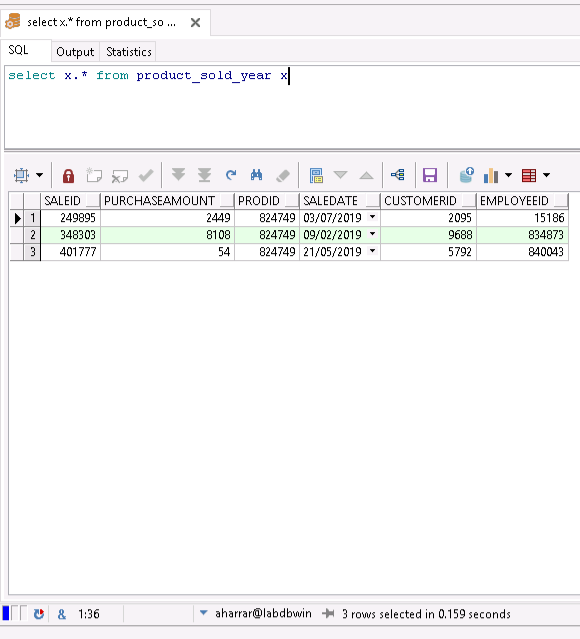 select x.* from product_so ...
SQL Output Statistics
select x.* from product_sold_year x
SALEID PURCHASEAMOUNT PRODID SALEDATE CUSTOMERID EMPLOYEEID
1 249895 2449 824749 03/07/2019 2095 15186
2 348303 8108 824749 09/02/2019 9688 834873
3 401777 54 824749 21/05/2019 5792 840043
& 1:36 aharrar@labdbwin 3 rows selected in 0.159 seconds